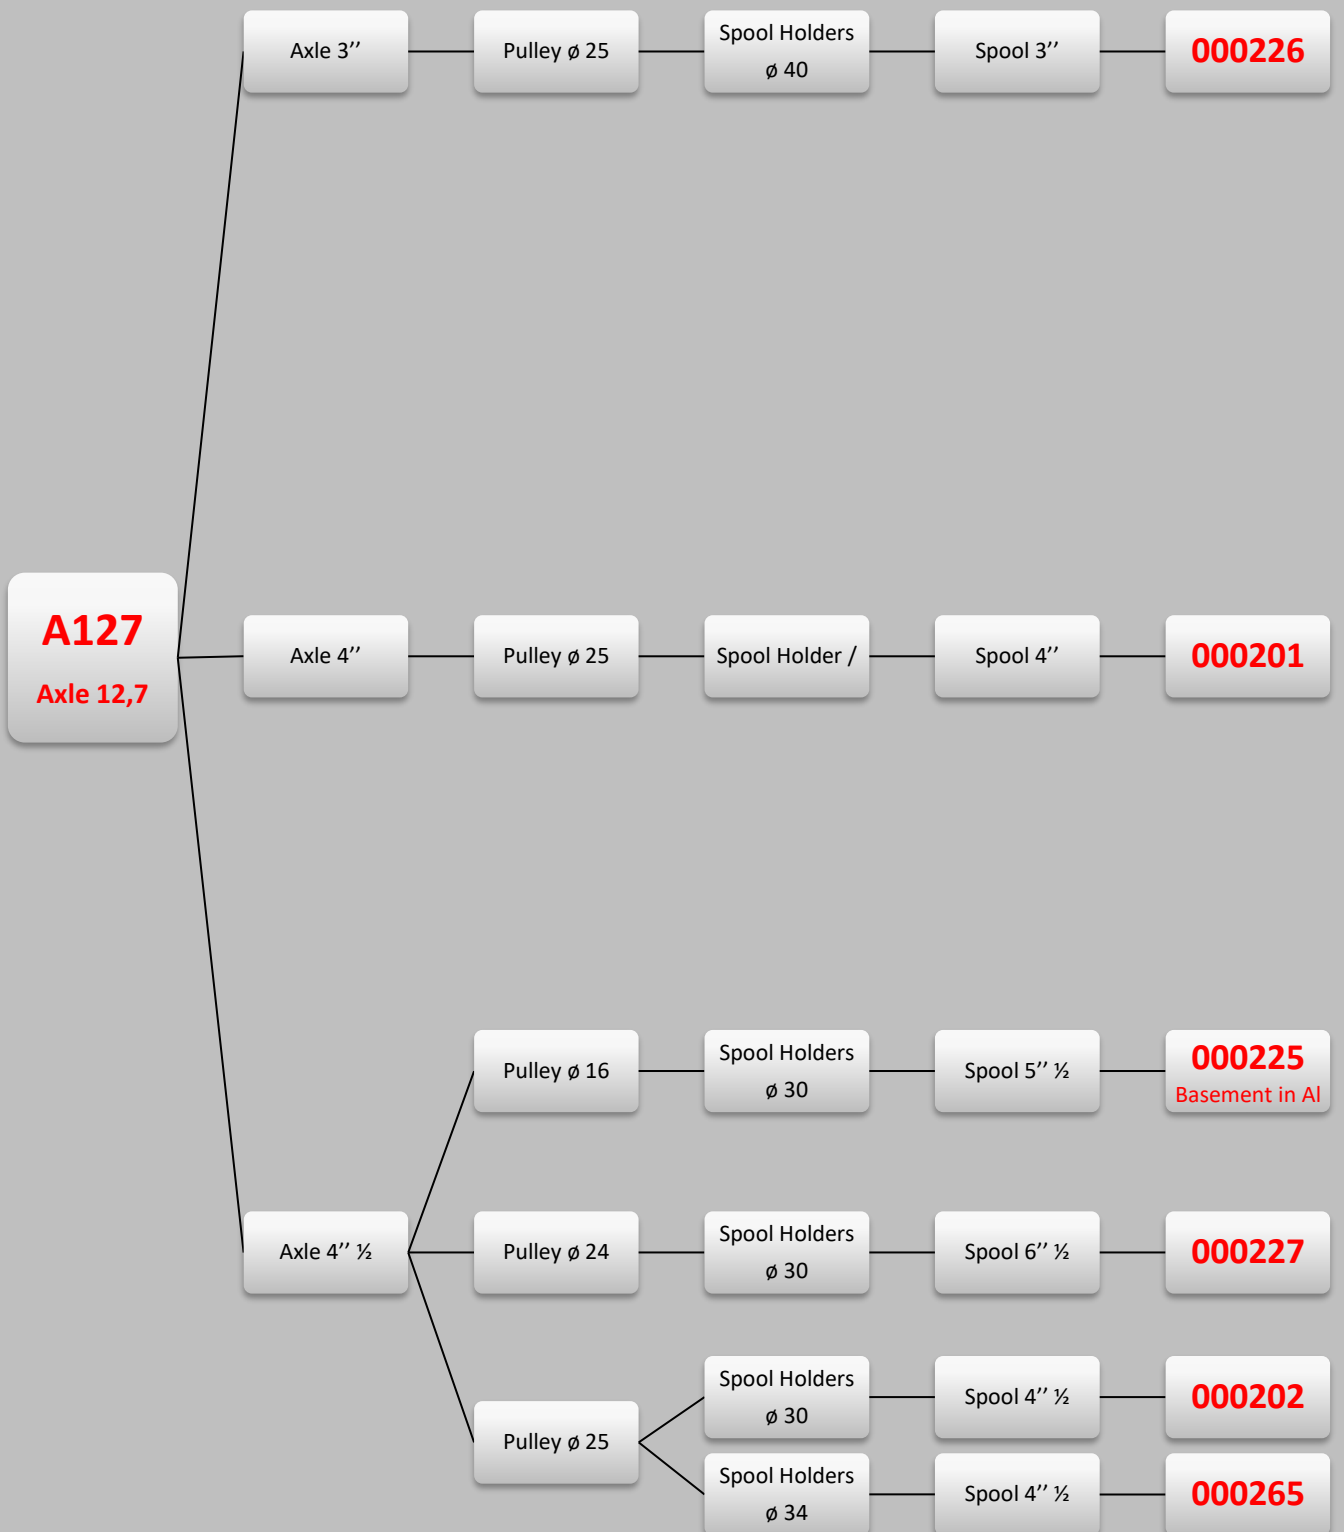 A127
Axle 12,7
Axle 3’’
Pulley ø 25
Spool Holders
ø 40
Spool 3’’
000226
Axle 4’’
Pulley ø 25
Spool Holder /
Spool 4’’
000201
Axle 4’’ ½
Pulley ø 16
Spool Holders
ø 30
Spool 5’’ ½
000225
Basement in Al
Pulley ø 24
Spool Holders
ø 30
Spool 6’’ ½
000227
Pulley ø 25
Spool Holders
ø 30
Spool 4’’ ½
000202
Spool Holders
ø 34
Spool 4’’ ½
000265